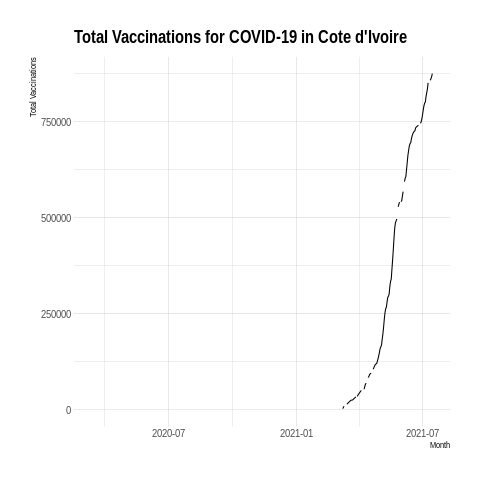 Total Vaccinations for COVID-19 in Cote d'Ivoire
Total Vaccinations
750000
500000
250000
0
2020-07
2021-01
2021-07
Month